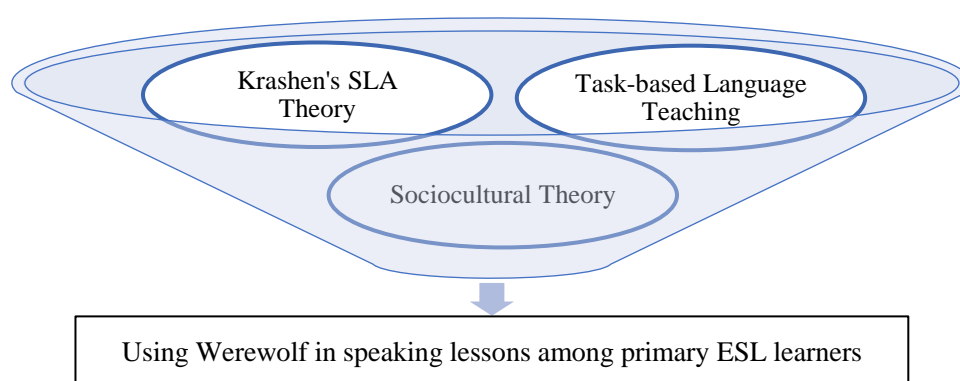 Krashen's SLA
Theory
Task-based Language
Teaching
Sociocultural Theory
Using Werewolf in speaking lessons among primary ESL learners